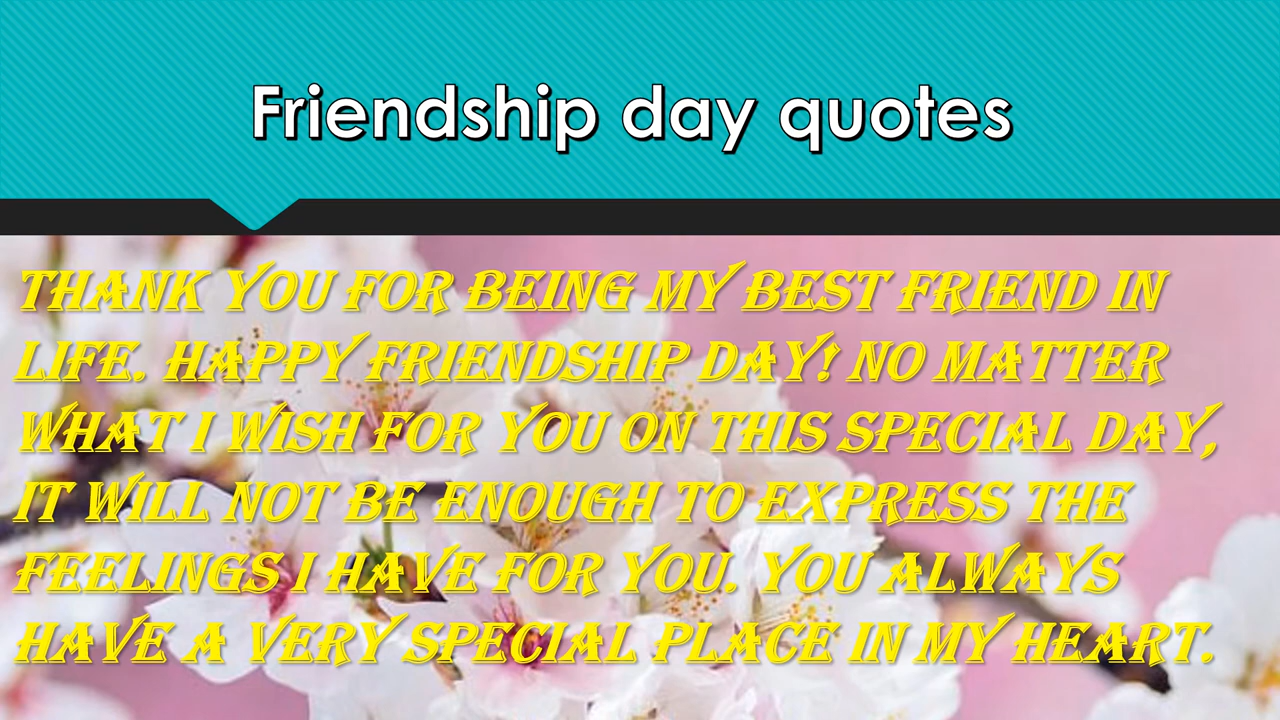 Friendship day quotes
THANK YOU FOR BEING MY BEST FRIEND IN
LIFE. HAPPY FRIENDSHIP DAY! NO MATTER
WHAT I WISH FOR YOU ON THIS SPECIAL DAY,
IT WILL NOT BE ENOUGH TO EXPRESS THE
FEELINGS I HAVE FOR YOU. YOU ALWAYS
HAVE A VERY SPECIAL PLACE IN MY HEART.